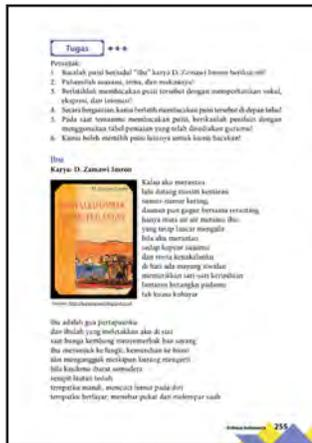 Tugas
Petunjuk:
1. Bacalah puisi berjudul "Ibu" karya D. Zamawi Imron berikut ini!
2. Pahamilah suasana, tema, dan maknanya!
3. Berlatihlah membacakan puisi tersebut dengan memperhatikan vokal,
ekspresi, dan intonasi!
4. Secara bergantian, kamu berlatih membacakan puisi tersebut di depan kelas!
5. Pada saat temanmu membacakan puisi, berikanlah penilaian dengan
menggunakan tabel penilaian yang telah disediakan gurumu!
6. Kamu boleh memilih puisi lainnya untuk kamu bacakan!
Ibu
Karya: D. Zamawi Imron
Kalau aku merantau
lalu datang musim kemarau
sumur-sumur kering,
daunan pun gugur bersama reranting
hanya mata air air matamu ibu,
yang tetap lancar mengalir
bila aku merantau
sedap kopyor susumu
dan ronta kenakalanku
di hati ada mayang siwalan
memutikkan sari-sari kerinduan
lantaran hutangku padamu
tak kuasa kubayar
ibu adalah gua pertapaanku
dan ibulah yang meletakkan aku di sini
saat bunga kembang menyemerbak bau sayang
ibu menunjuk ke langit, kemudian ke bumi
aku mengangguk meskipun kurang mengerti
bila kasihmu ibarat samudera
sempit lautan teduh
tempatku mandi, mencuci lumut pada diri
tempatku berlayar, menebar pukat dan melempar sauh
Bahasa Indonesia
255